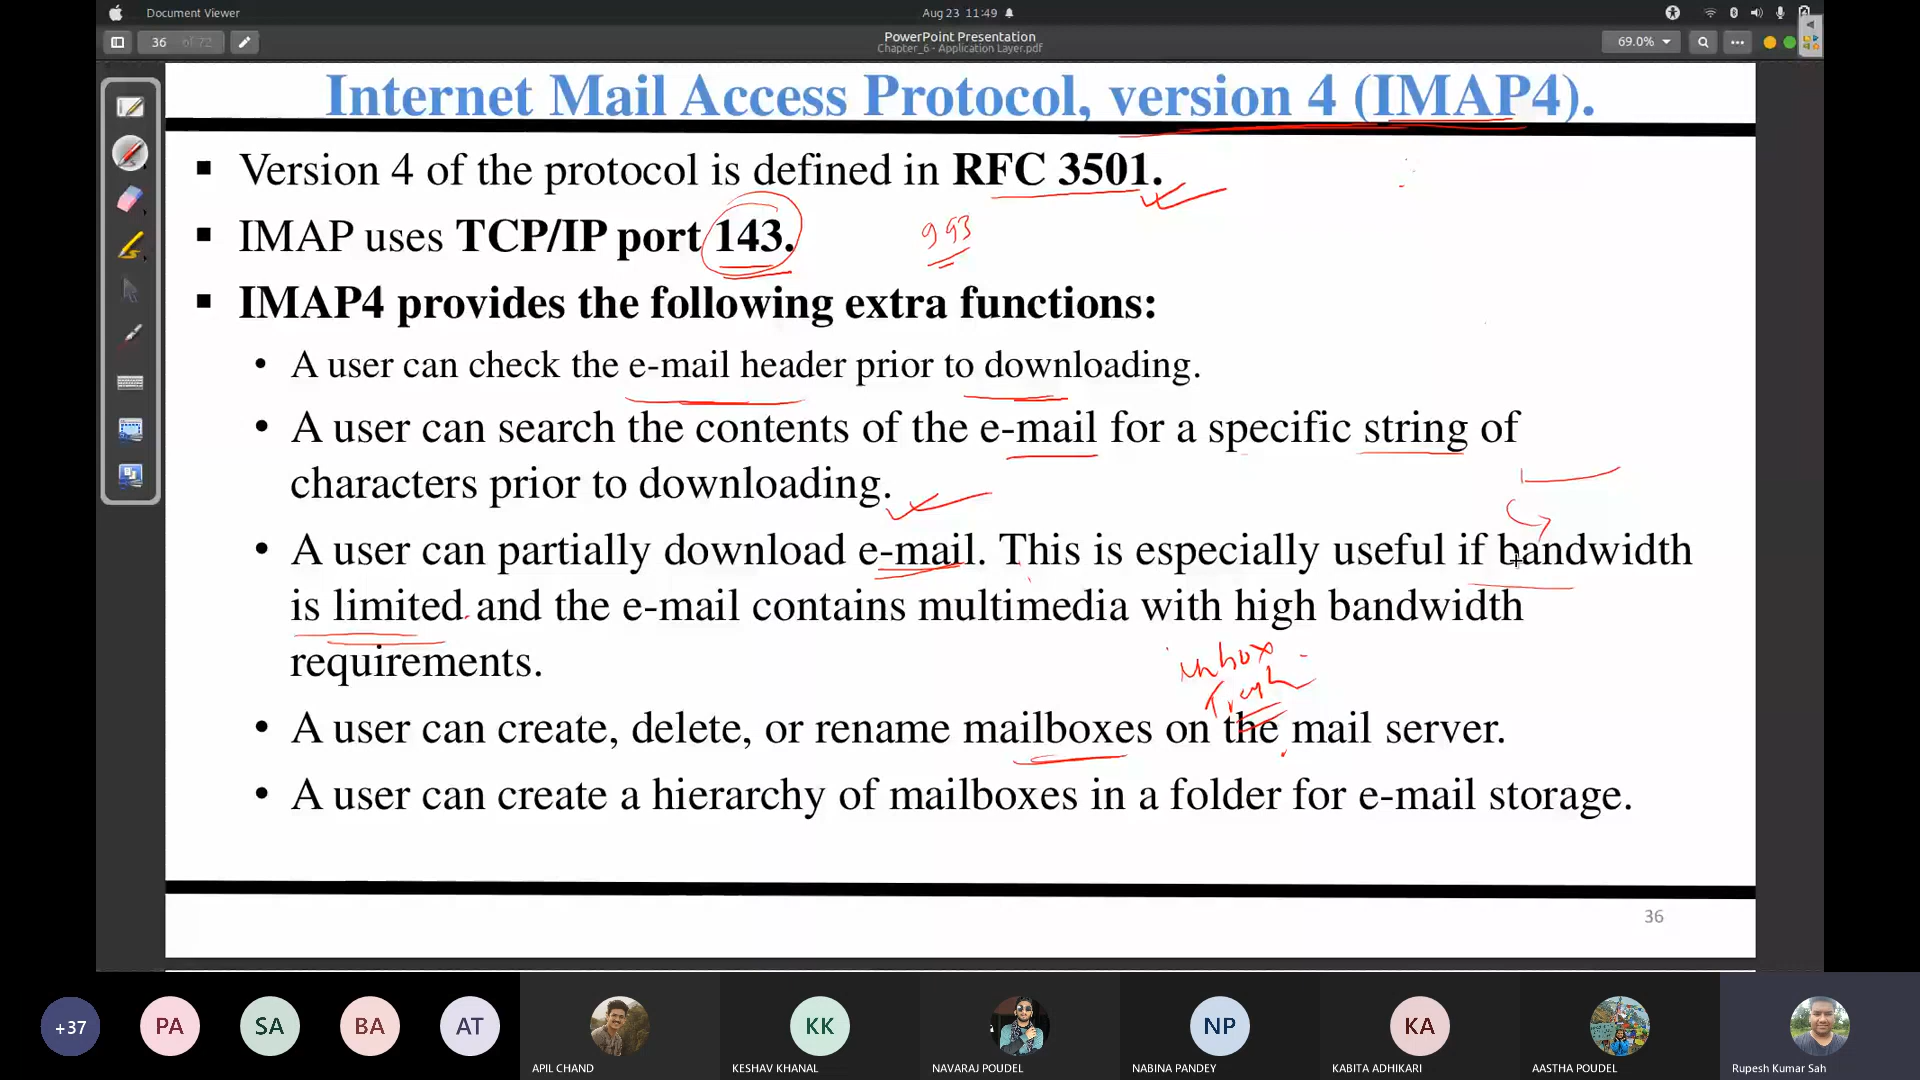 Document Viewer
Aug 23 11:49
36 of 72
PowerPoint Presentation
Chapter_6 - Application Layer.pdf
69.0%
Internet Mail Access Protocol, version 4 (IMAP4).
▪ Version 4 of the protocol is defined in RFC 3501.
▪ IMAP uses TCP/IP port 143.
993
▪ IMAP4 provides the following extra functions:
• A user can check the e-mail header prior to downloading.
• A user can search the contents of the e-mail for a specific string of
characters prior to downloading.
• A user can partially download e-mail. This is especially useful if bandwidth
is limited and the e-mail contains multimedia with high bandwidth
requirements.
inbox
Trash
• A user can create, delete, or rename mailboxes on the mail server.
• A user can create a hierarchy of mailboxes in a folder for e-mail storage.
36
+37
PA
SA
BA
AT
APIL CHAND
KK
KESHAV KHANAL
NAVARAJ POUDEL
NP
NABINA PANDEY
KA
KABITA ADHIKARI
AASTHA POUDEL
Rupesh Kumar Sah